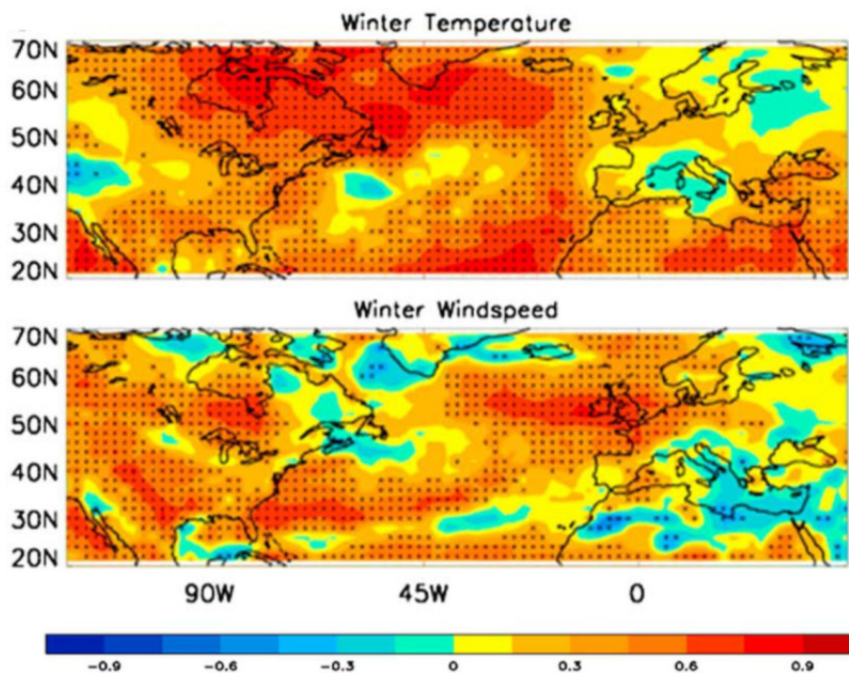 Winter Temperature
70N
60N
50N
40N
30N
20N
Winter Windspeed
70N
60N
50N
40N
30N
20N
90W 45W 0
-0.9 -0.6 -0.3 0 0.3 0.6 0.9